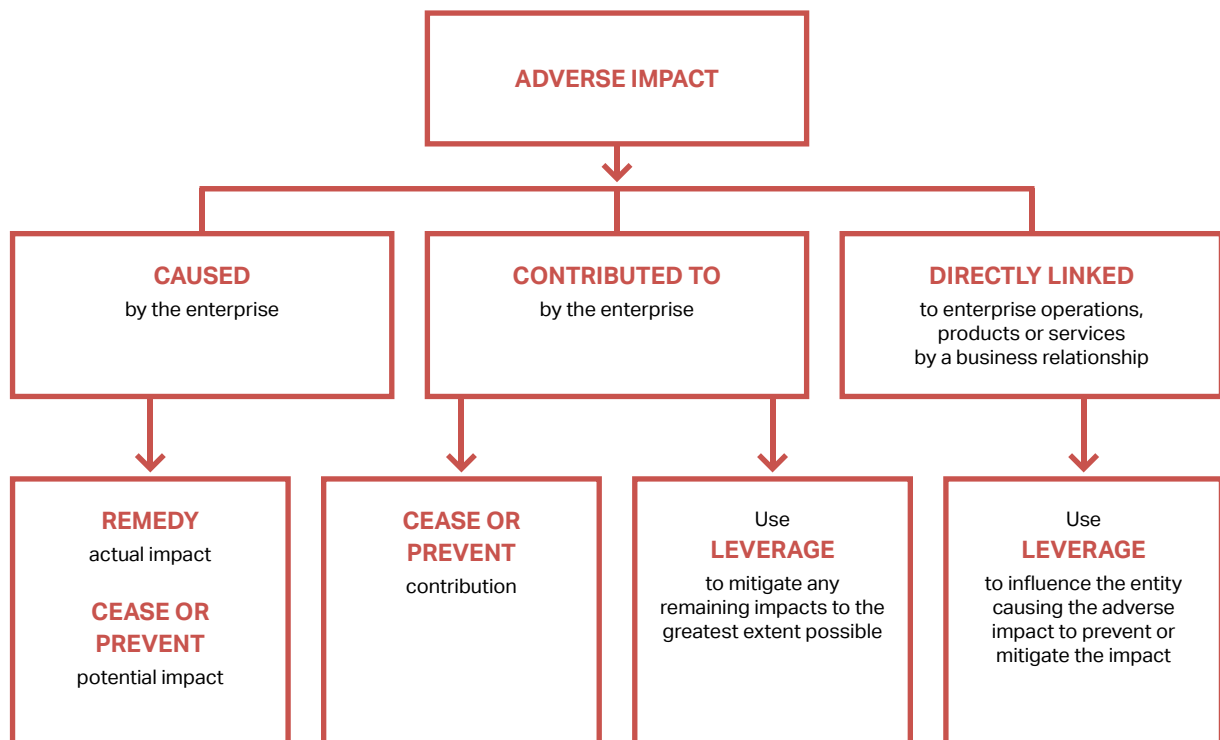 ADVERSE IMPACT
CAUSED
by the enterprise
CONTRIBUTED TO
by the enterprise
DIRECTLY LINKED
to enterprise operations,
products or services
by a business relationship
REMEDY
actual impact
CEASE OR
PREVENT
potential impact
CEASE OR
PREVENT
contribution
Use
LEVERAGE
to mitigate any
remaining impacts to the
greatest extent possible
Use
LEVERAGE
to influence the entity
causing the adverse
impact to prevent or
mitigate the impact